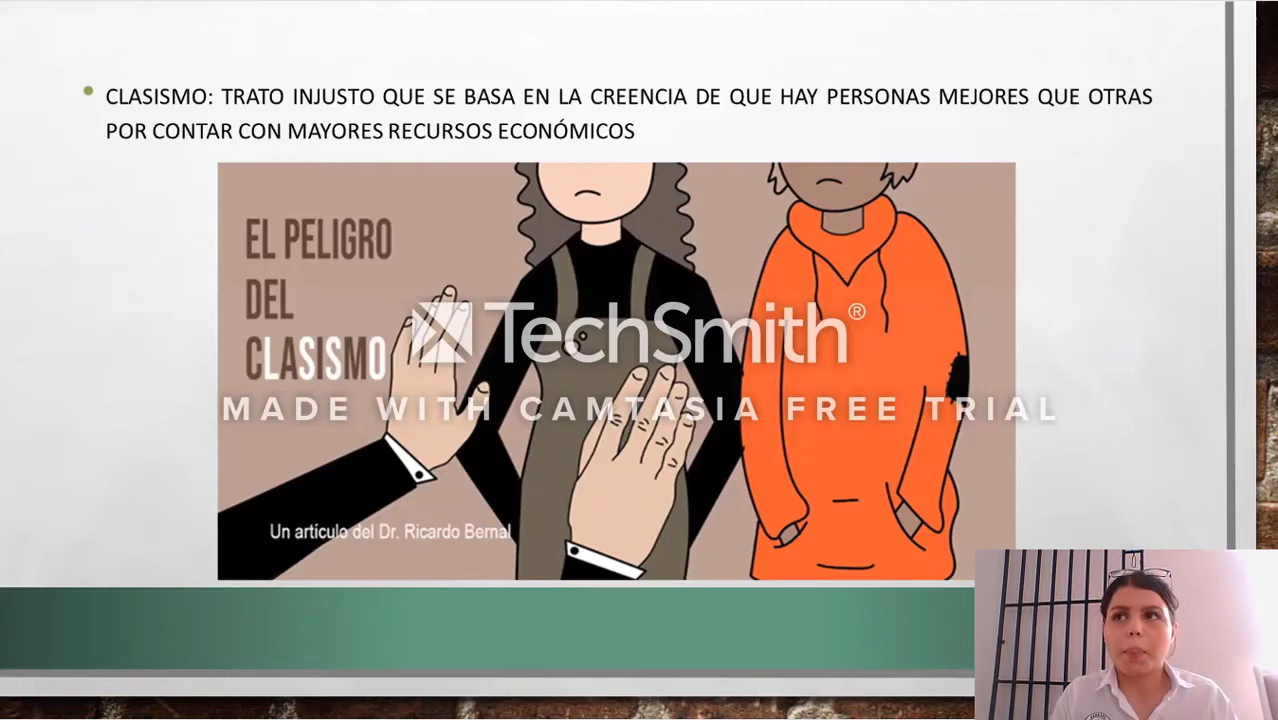 CLASISMO: TRATO INJUSTO QUE SE BASA EN LA CREENCIA DE QUE HAY PERSONAS MEJORES QUE OTRAS
POR CONTAR CON MAYORES RECURSOS ECONÓMICOS
EL PELIGRO
DEL
CLASISMO
TechSmith®
MADE WITH CAMTASIA FREE TRIAL
Un artículo del Dr. Ricardo Bernal